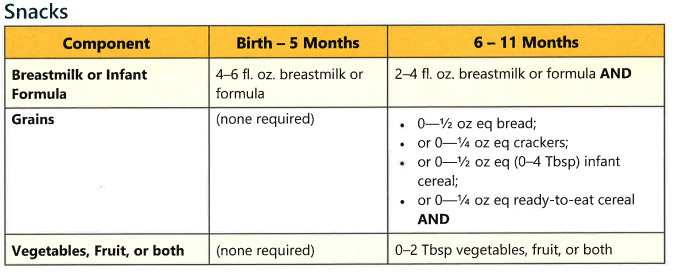 Snacks
Component Birth – 5 Months 6 – 11 Months
Breastmilk or Infant Formula 4–6 fl. oz. breastmilk or formula 2–4 fl. oz. breastmilk or formula AND
Grains (none required)
• 0—½ oz eq bread;
• or 0—¼ oz eq crackers;
• or 0—½ oz eq (0–4 Tbsp) infant
cereal;
• or 0—¼ oz eq ready-to-eat cereal
AND
Vegetables, Fruit, or both (none required) 0–2 Tbsp vegetables, fruit, or both